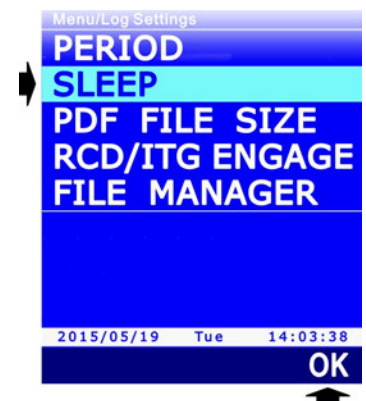 Menu/Log Settings
PERIOD
SLEEP
PDF FILE SIZE
RCD/ITG ENGAGE
FILE MANAGER
2015/05/19 Tue 14:03:38
OK